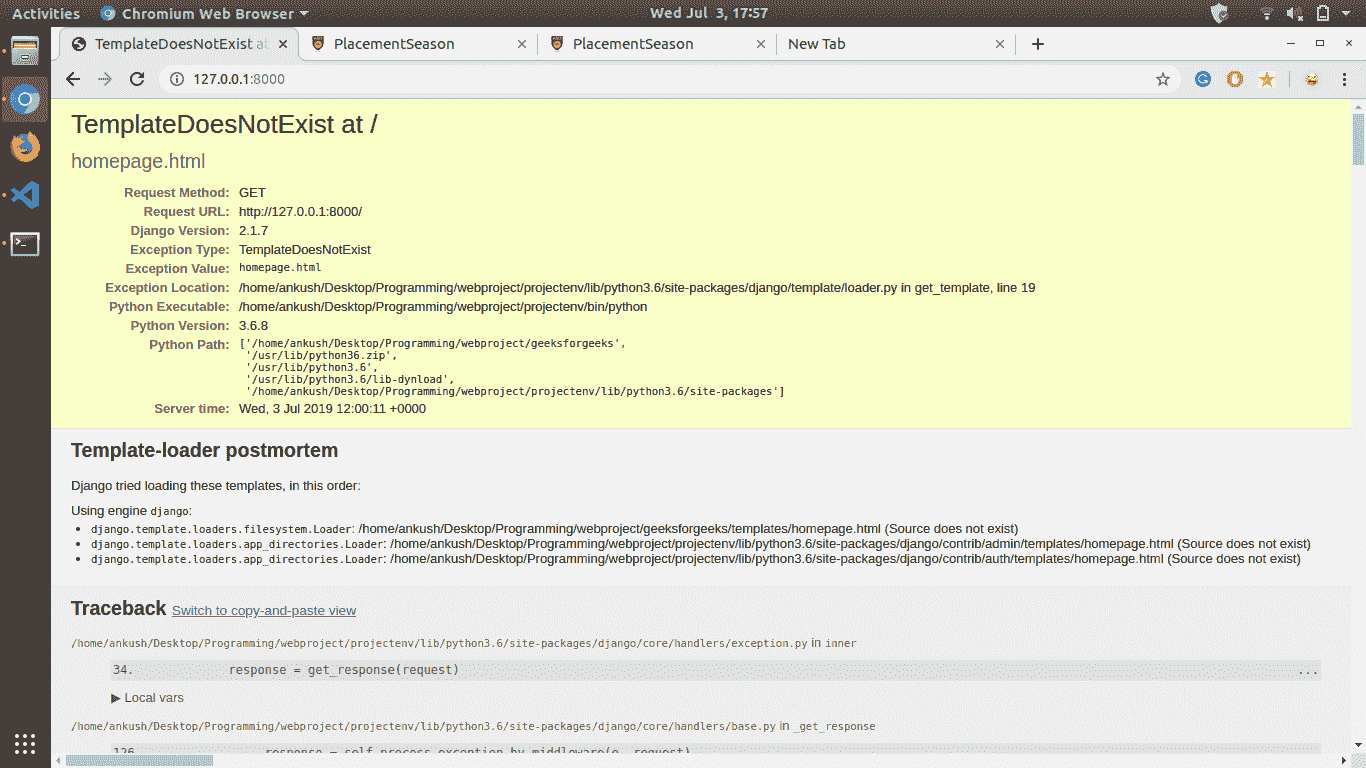 Activities Chromium Web Browser Wed Jul 3, 17:57
TemplateDoesNotExist at PlacementSeason PlacementSeason New Tab
127.0.0.1:8000
TemplateDoesNotExist at /
homepage.html
Request Method: GET
Request URL: http://127.0.0.1:8000/
Django Version: 2.1.7
Exception Type: TemplateDoesNotExist
Exception Value: homepage.html
Exception Location: /home/ankush/Desktop/Programming/webproject/projectenv/lib/python3.6/site-packages/django/template/loader.py in get_template, line 19
Python Executable: /home/ankush/Desktop/Programming/webproject/projectenv/bin/python
Python Version: 3.6.8
Python Path: ['/home/ankush/Desktop/Programming/webproject/geeksforgeeks',
'/usr/lib/python36.zip',
'/usr/lib/python3.6',
'/usr/lib/python3.6/lib-dynload',
'/home/ankush/Desktop/Programming/webproject/projectenv/lib/python3.6/site-packages']
Server time: Wed, 3 Jul 2019 12:00:11 +0000
Template-loader postmortem
Django tried loading these templates, in this order:
Using engine django:
• django.template.loaders.filesystem.Loader: /home/ankush/Desktop/Programming/webproject/geeksforgeeks/templates/homepage.html (Source does not exist)
• django.template.loaders.app_directories.Loader: /home/ankush/Desktop/Programming/webproject/projectenv/lib/python3.6/site-packages/django/contrib/admin/templates/homepage.html (Source does not exist)
• django.template.loaders.app_directories.Loader: /home/ankush/Desktop/Programming/webproject/projectenv/lib/python3.6/site-packages/django/contrib/auth/templates/homepage.html (Source does not exist)
Traceback Switch to copy-and-paste view
/home/ankush/Desktop/Programming/webproject/projectenv/lib/python3.6/site-packages/django/core/handlers/exception.py in inner
34. response = get_response(request) ...
▶ Local vars
/home/ankush/Desktop/Programming/webproject/projectenv/lib/python3.6/site-packages/django/core/handlers/base.py in _get_response
126. response = self.process_exception_by_middleware(e, request)